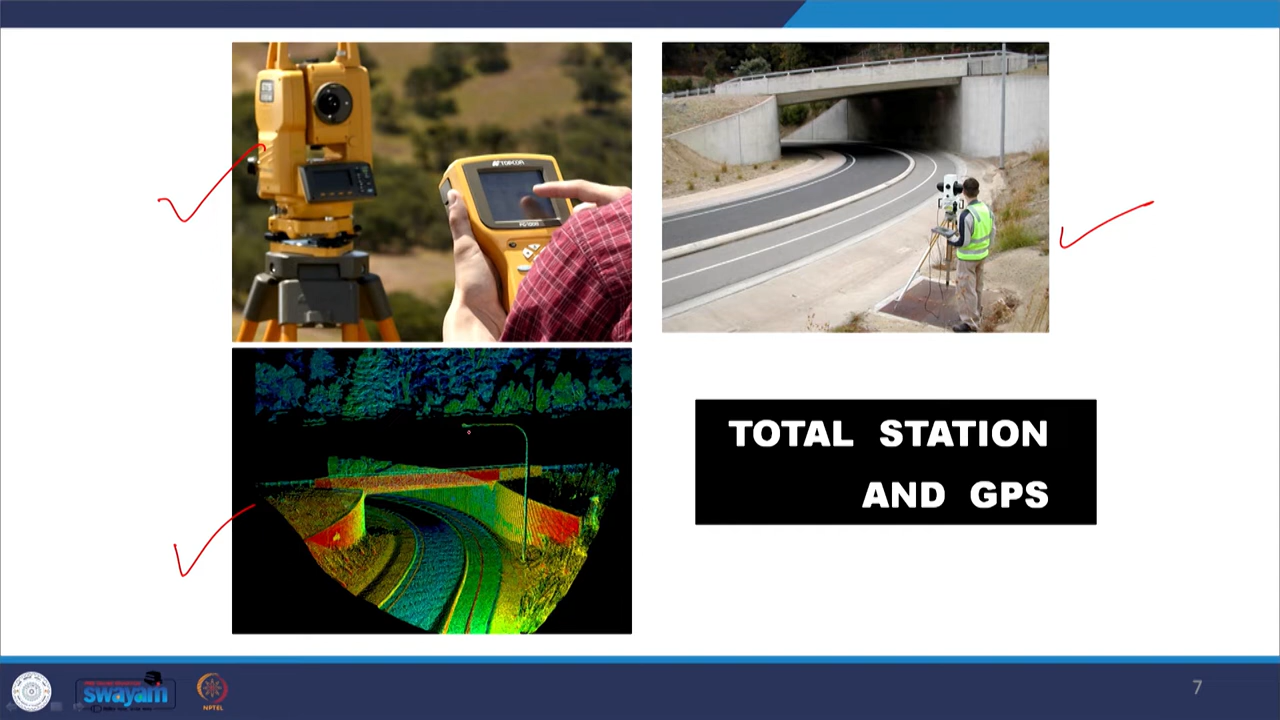 TOPCON
TOTAL STATION
AND GPS
swayam
NPTEL
7